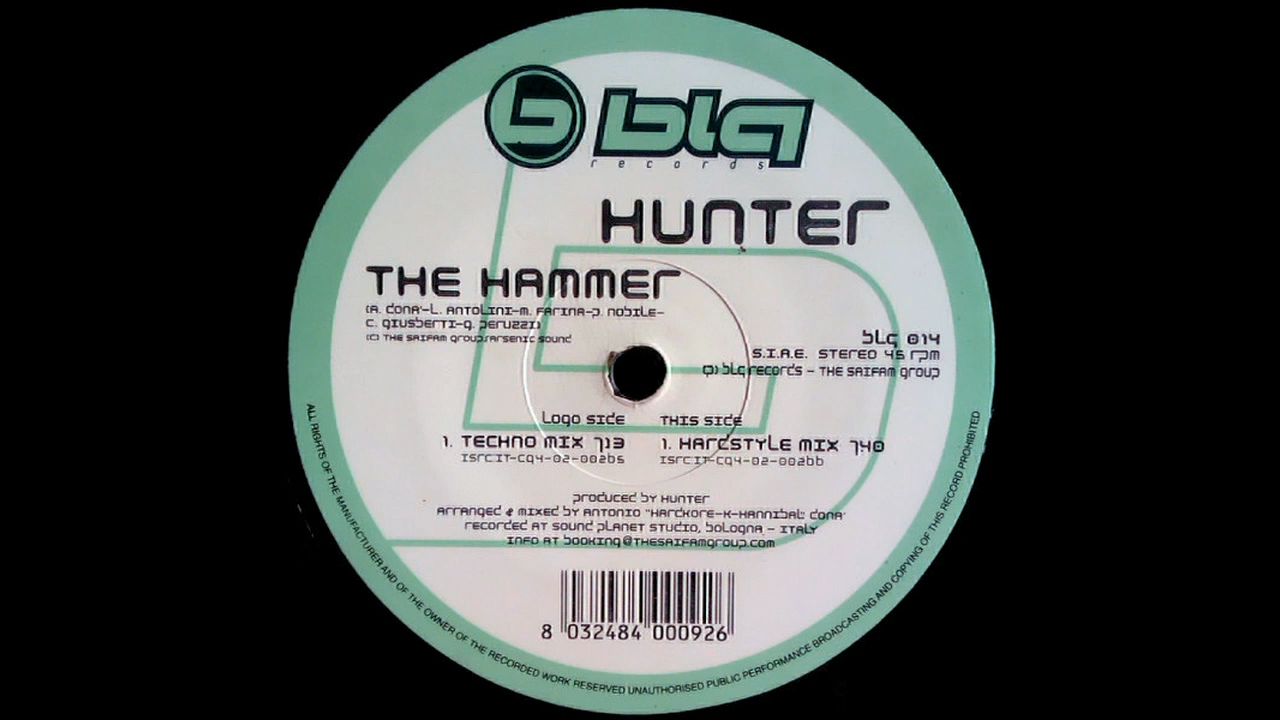 b blq
records
HUNTER
THE HAMMER
(A. DONA'-L. ANTOLINI-M. FARINA-P. NOBILE-
C. GIUSBERTI-G. PERUZZI)
(C) THE SAIFAM GROUP/ARSENIC SOUND
blq 014
S.I.A.E. STEREO 45 rpm
(P) blq records - THE SAIFAM Group
Logo SIDE
1. TECHNO MIX 7:13
ISRC IT-CQ4-02-00265
THIS SIDE
1. HARDSTYLE MIX 7:40
ISRC IT-CQ4-02-00266
PRODUCED BY HUNTER
ARRANGED & MIXED BY ANTONIO "HARDKORE-K-HANNIBAL" DONA'
RECORDED AT SOUND PLANET STUDIO, BOLOGNA - ITALY
INFO AT BOOKING@THESAIFAMGROUP.COM
8 032484 000926
ALL RIGHTS OF THE MANUFACTURER AND OF THE OWNER OF THE RECORDED WORK RESERVED UNAUTHORISED PUBLIC PERFORMANCE BROADCASTING AND COPYING OF THIS RECORD PROHIBITED